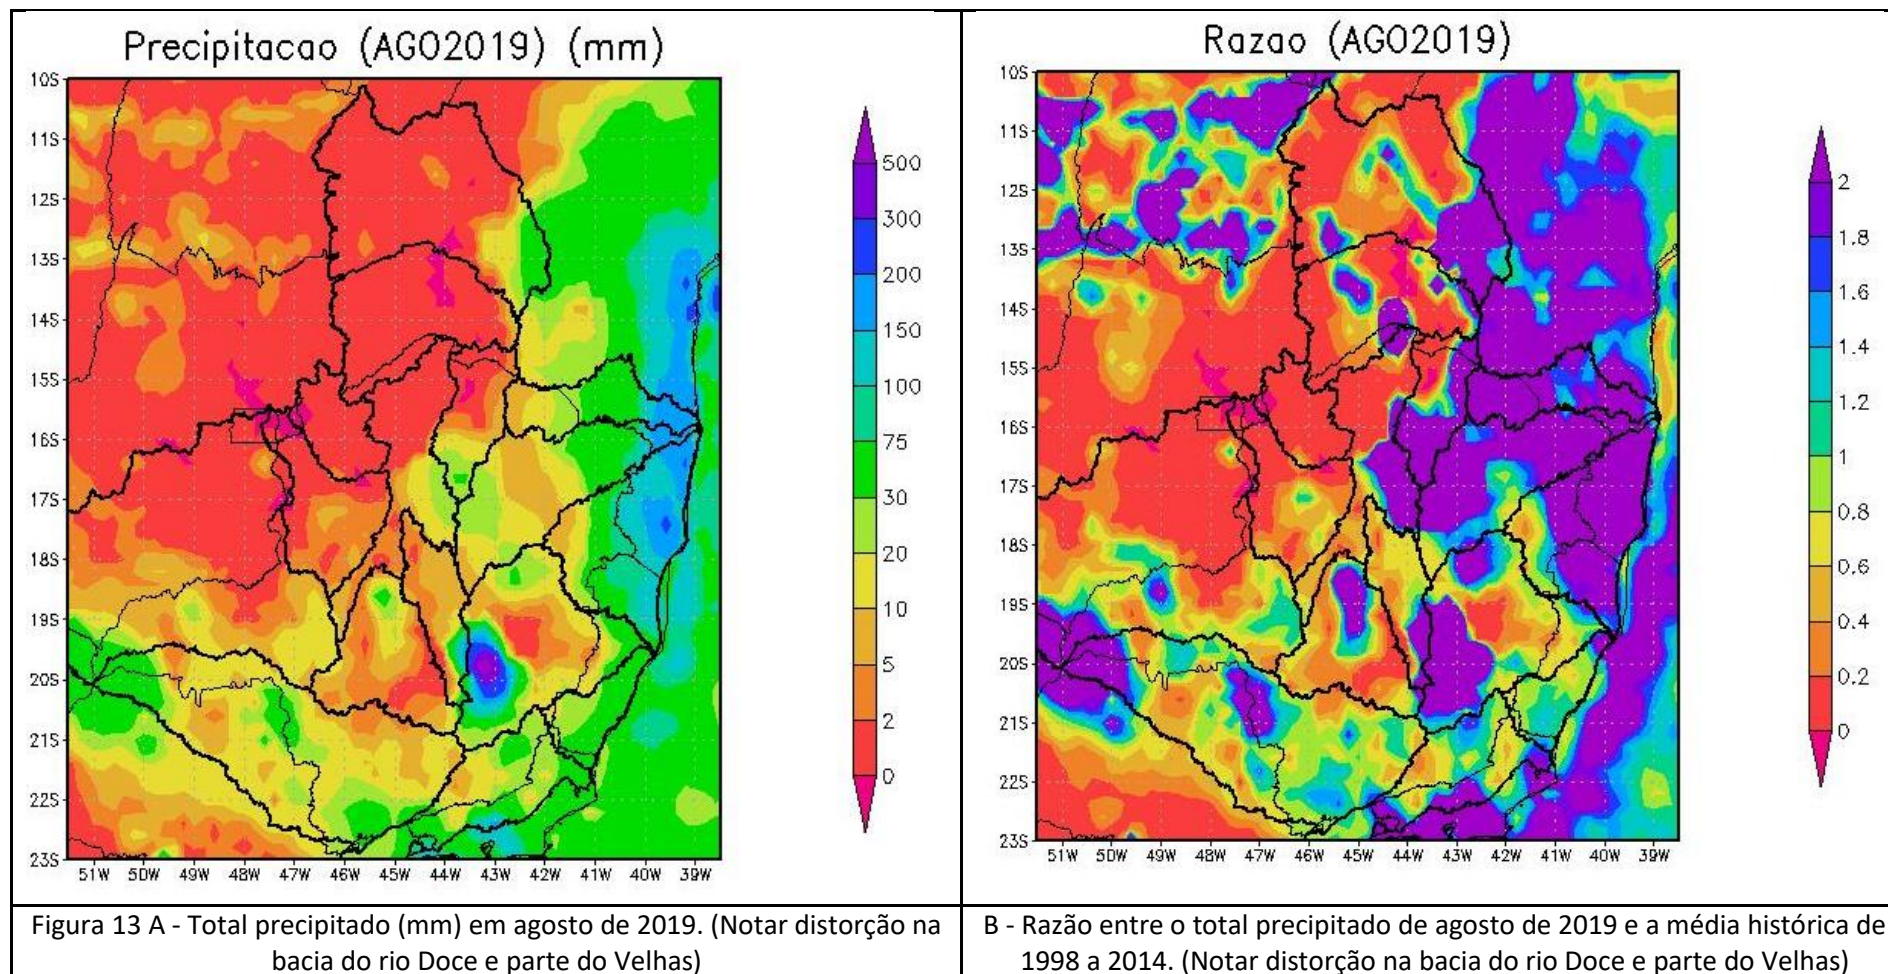 Precipitacao (AGO2019) (mm)
10S
11S
12S
13S
14S
15S
16S
17S
18S
19S
20S
21S
22S
23S
51W 50W 49W 48W 47W 46W 45W 44W 43W 42W 41W 40W 39W
500
300
200
150
100
75
30
20
10
5
2
0
Figura 13 A - Total precipitado (mm) em agosto de 2019. (Notar distorção na
bacia do rio Doce e parte do Velhas)
Razao (AGO2019)
10S
11S
12S
13S
14S
15S
16S
17S
18S
19S
20S
21S
22S
23S
51W 50W 49W 48W 47W 46W 45W 44W 43W 42W 41W 40W 39W
2
1.8
1.6
1.4
1.2
1
0.8
0.6
0.4
0.2
0
B - Razão entre o total precipitado de agosto de 2019 e a média histórica de
1998 a 2014. (Notar distorção na bacia do rio Doce e parte do Velhas)